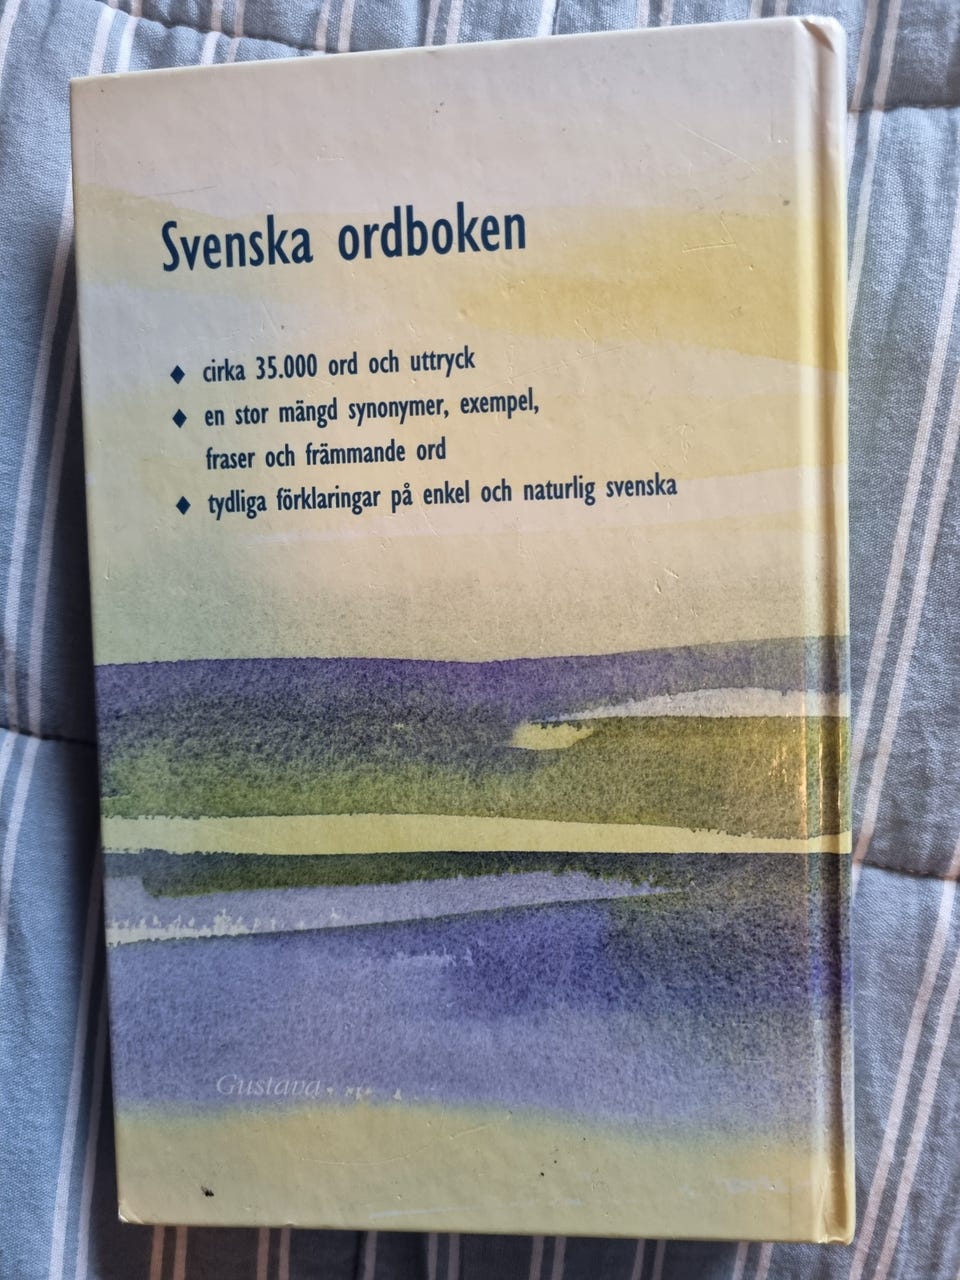 Svenska ordboken
♦ cirka 35.000 ord och uttryck
♦ en stor mängd synonymer, exempel,
fraser och främmande ord
♦ tydliga förklaringar på enkel och naturlig svenska
Gustava